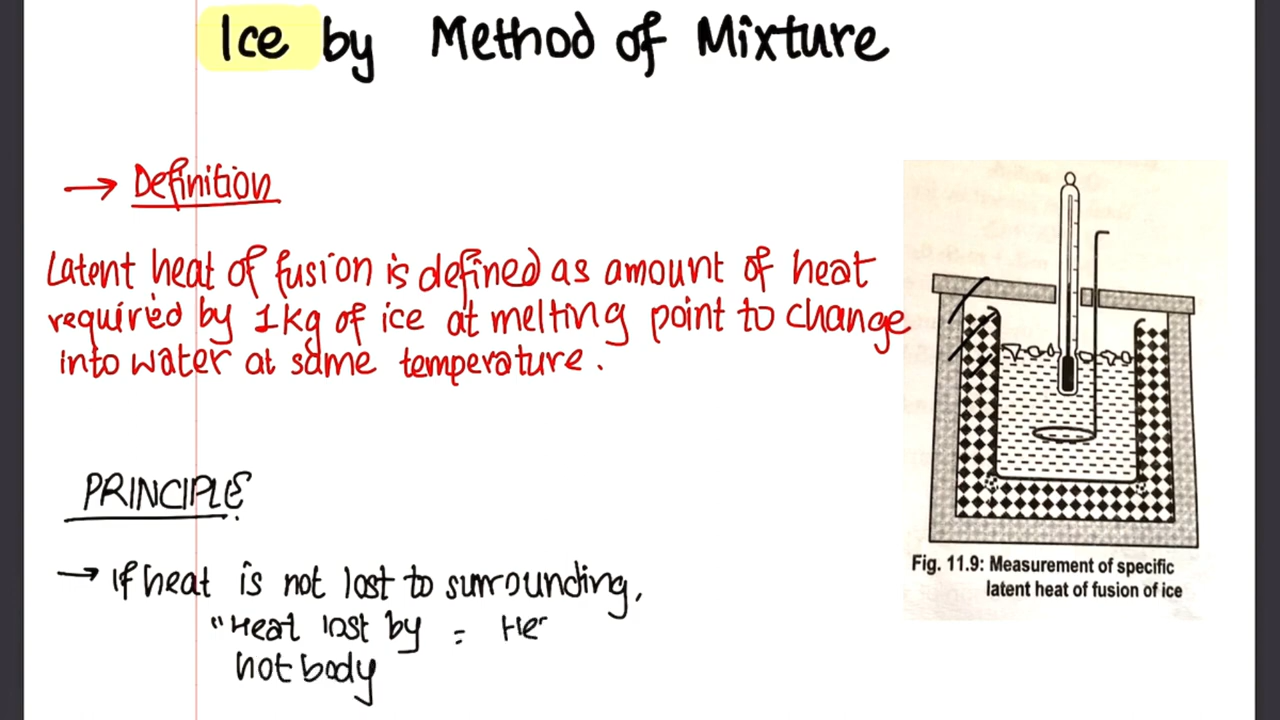 Ice by Method of Mixture
→ Definition
Latent heat of fusion is defined as amount of heat
required by 1kg of ice at melting point to change
into water at same temperature.
PRINCIPLE
→ If heat is not lost to surrounding,
"Heat lost by = He
hot body
Fig. 11.9: Measurement of specific
latent heat of fusion of ice